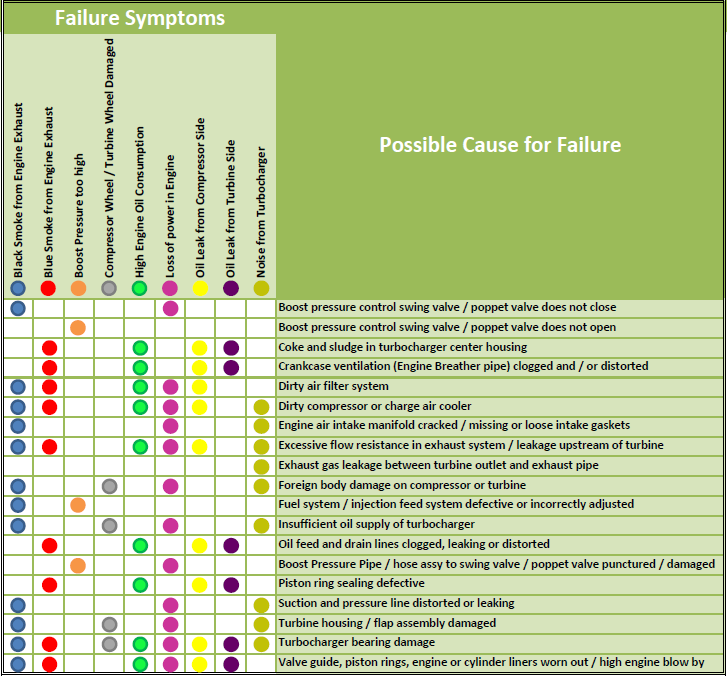 Failure Symptoms
Black Smoke from Engine Exhaust
Blue Smoke from Engine Exhaust
Boost Pressure too high
Compressor Wheel / Turbine Wheel Damaged
High Engine Oil Consumption
Loss of power in Engine
Oil Leak from Compressor Side
Oil Leak from Turbine Side
Noise from Turbocharger
Possible Cause for Failure
Boost pressure control swing valve / poppet valve does not close
Boost pressure control swing valve / poppet valve does not open
Coke and sludge in turbocharger center housing
Crankcase ventilation (Engine Breather pipe) clogged and / or distorted
Dirty air filter system
Dirty compressor or charge air cooler
Engine air intake manifold cracked / missing or loose intake gaskets
Excessive flow resistance in exhaust system / leakage upstream of turbine
Exhaust gas leakage between turbine outlet and exhaust pipe
Foreign body damage on compressor or turbine
Fuel system / injection feed system defective or incorrectly adjusted
Insufficient oil supply of turbocharger
Oil feed and drain lines clogged, leaking or distorted
Boost Pressure Pipe / hose assy to swing valve / poppet valve punctured / damaged
Piston ring sealing defective
Suction and pressure line distorted or leaking
Turbine housing / flap assembly damaged
Turbocharger bearing damage
Valve guide, piston rings, engine or cylinder liners worn out / high engine blow by